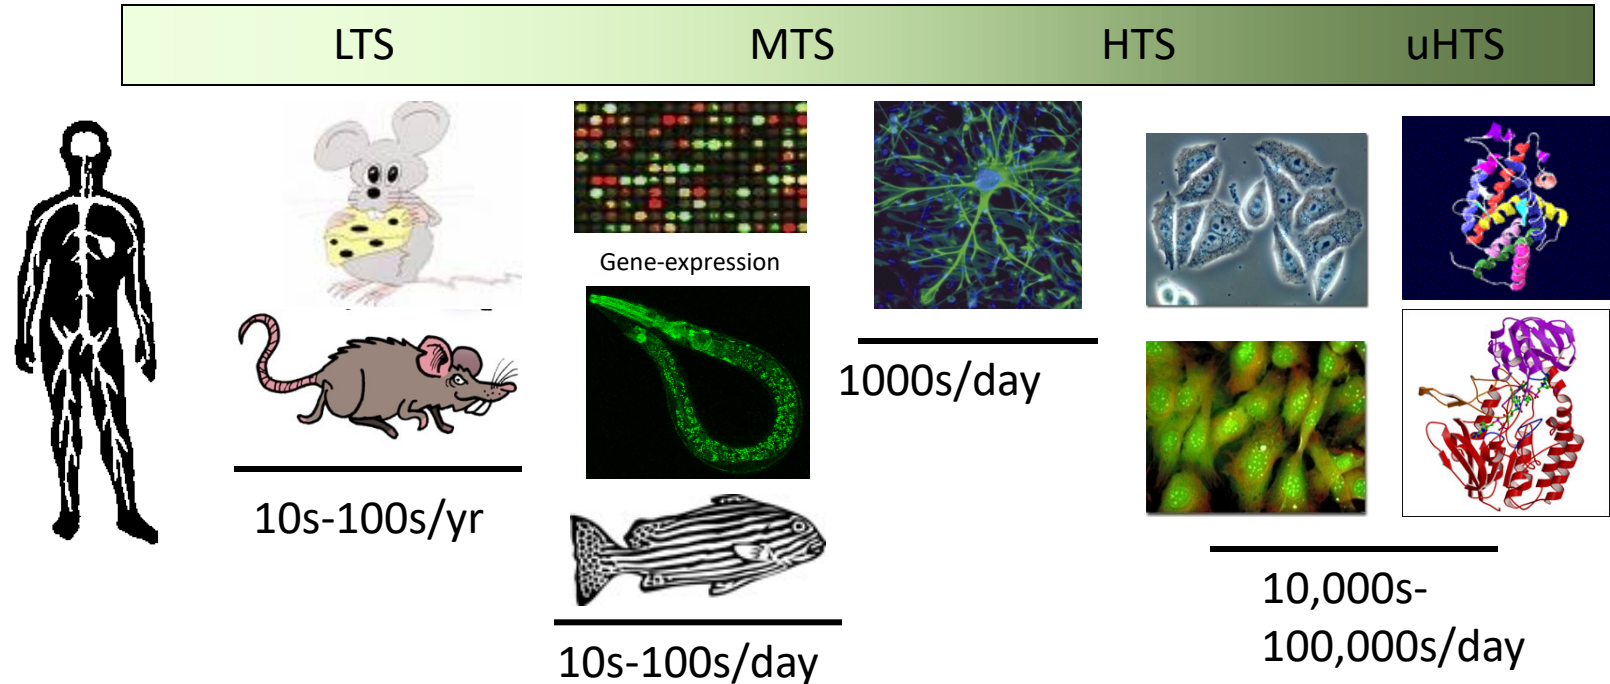 LTS
MTS
HTS
uHTS
Gene-expression
1000s/day
10s-100s/yr
10,000s-
100,000s/day
10s-100s/day